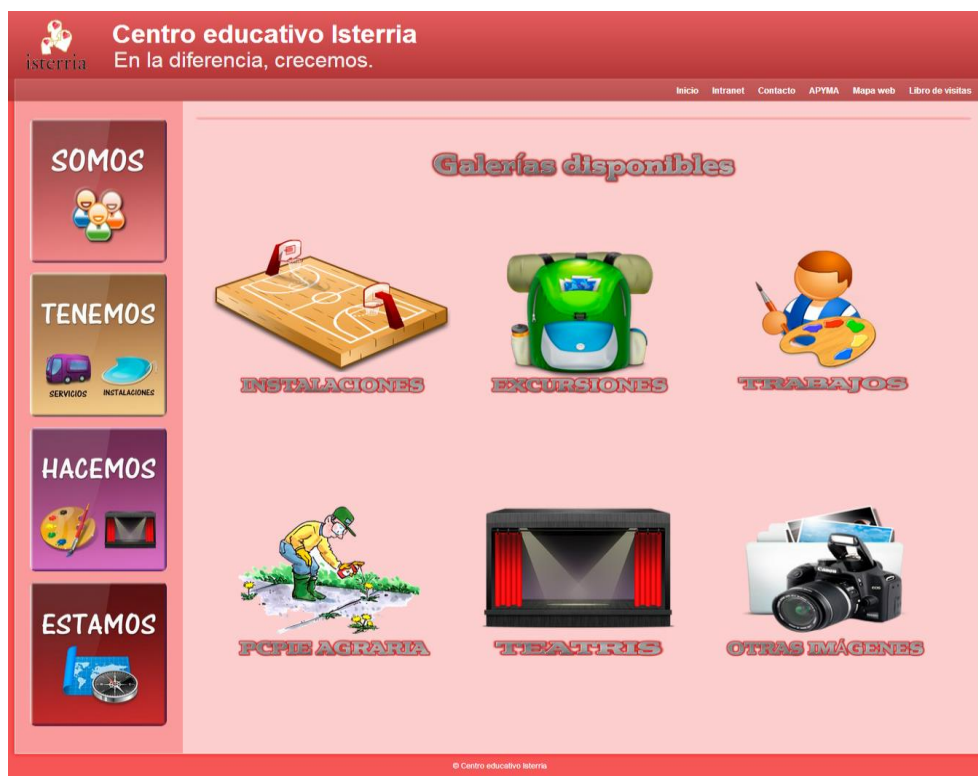 Centro educativo Isterria
En la diferencia, crecemos.
isterria
Inicio Intranet Contacto APYMA Mapa web Libro de visitas
SOMOS
TENEMOS
SERVICIOS INSTALACIONES
HACEMOS
ESTAMOS
Galerías disponibles
INSTALACIONES EXCURSIONES TRABAJOS
PCPIE AGRARIA TEATRIS OTRAS IMÁGENES
Canon
© Centro educativo Isterria